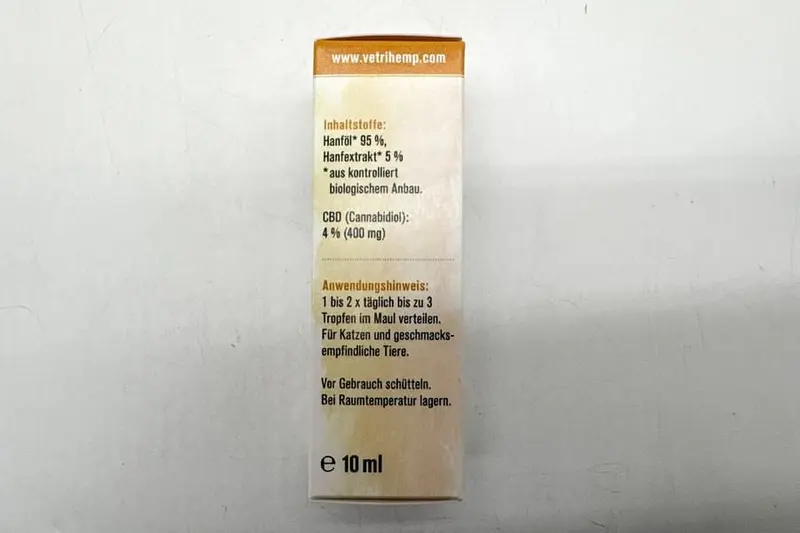 www.vetrihemp.com
Inhaltstoffe:
Hanföl* 95 %,
Hanfextrakt* 5 %
*aus kontrolliert
biologischem Anbau.
CBD (Cannabidiol):
4 % (400 mg)
Anwendungshinweis:
1 bis 2 x täglich bis zu 3
Tropfen im Maul verteilen.
Für Katzen und geschmacks-
empfindliche Tiere.
Vor Gebrauch schütteln.
Bei Raumtemperatur lagern.
℮ 10 ml